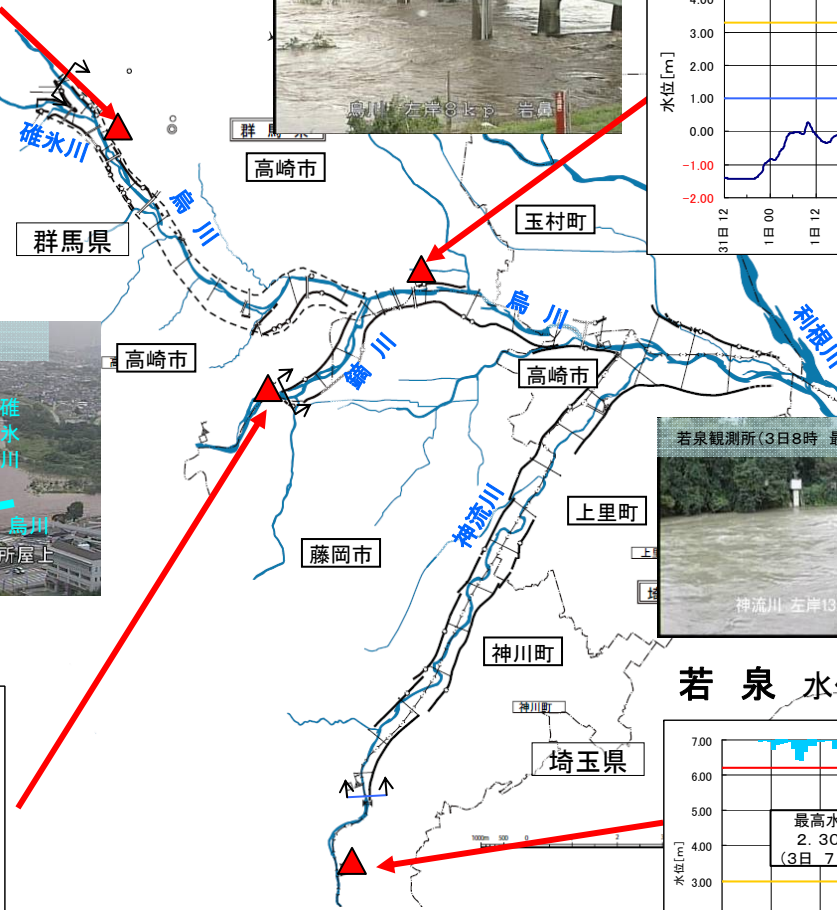 烏川 左岸8kp 岩鼻
水位[m]
4.00
3.00
2.00
1.00
0.00
-1.00
-2.00
31日 12
1日 00
1日 12
碓氷川
烏川
群馬県
高崎市
群馬県
玉村町
烏川
利根川
高崎市
鏑川
高崎市
碓氷川
烏川
所屋上
若泉観測所(3日8時 最
神流川 左岸13
上里町
神流川
藤岡市
神川町
神川町
埼玉県
若泉 水位
7.00
6.00
5.00
4.00
3.00
水位[m]
最高水
2.30
(3日 7
1000m 500 0